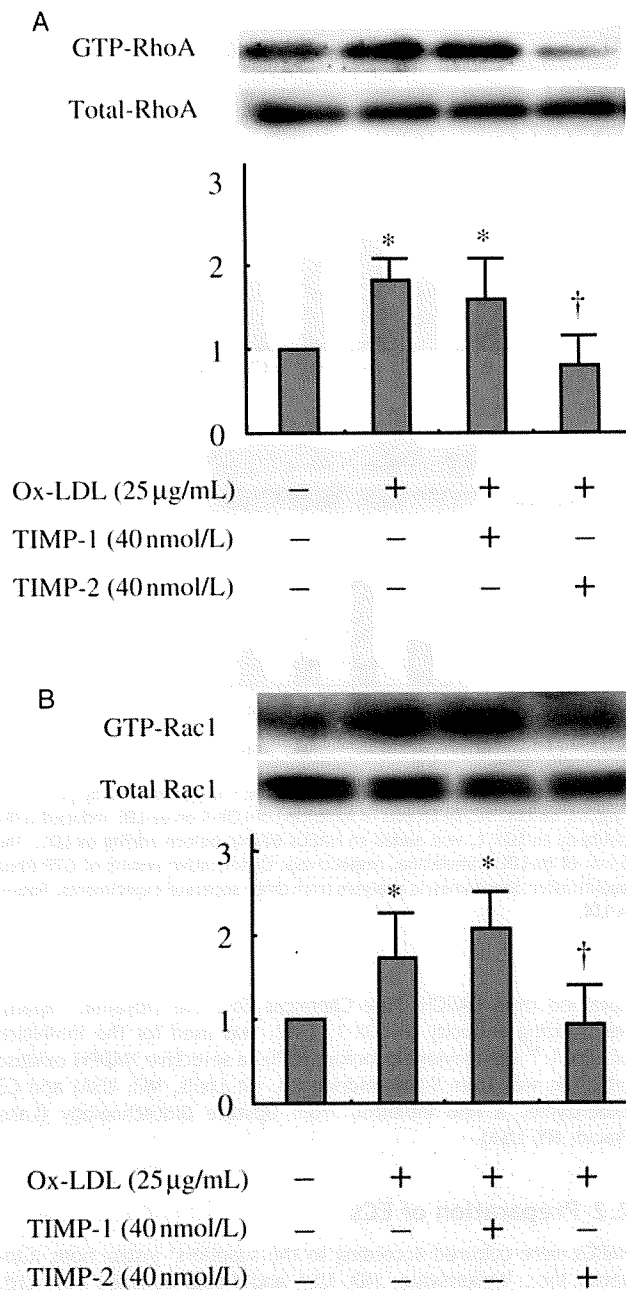 A
GTP-RhoA
Total-RhoA
3
2
1
0
* * †
Ox-LDL (25 µg/mL) − + + +
TIMP-1 (40 nmol/L) − − + −
TIMP-2 (40 nmol/L) − − − +
B
GTP-Rac1
Total Rac1
3
2
1
0
* * †
Ox-LDL (25 µg/mL) − + + +
TIMP-1 (40 nmol/L) − − + −
TIMP-2 (40 nmol/L) − − − +